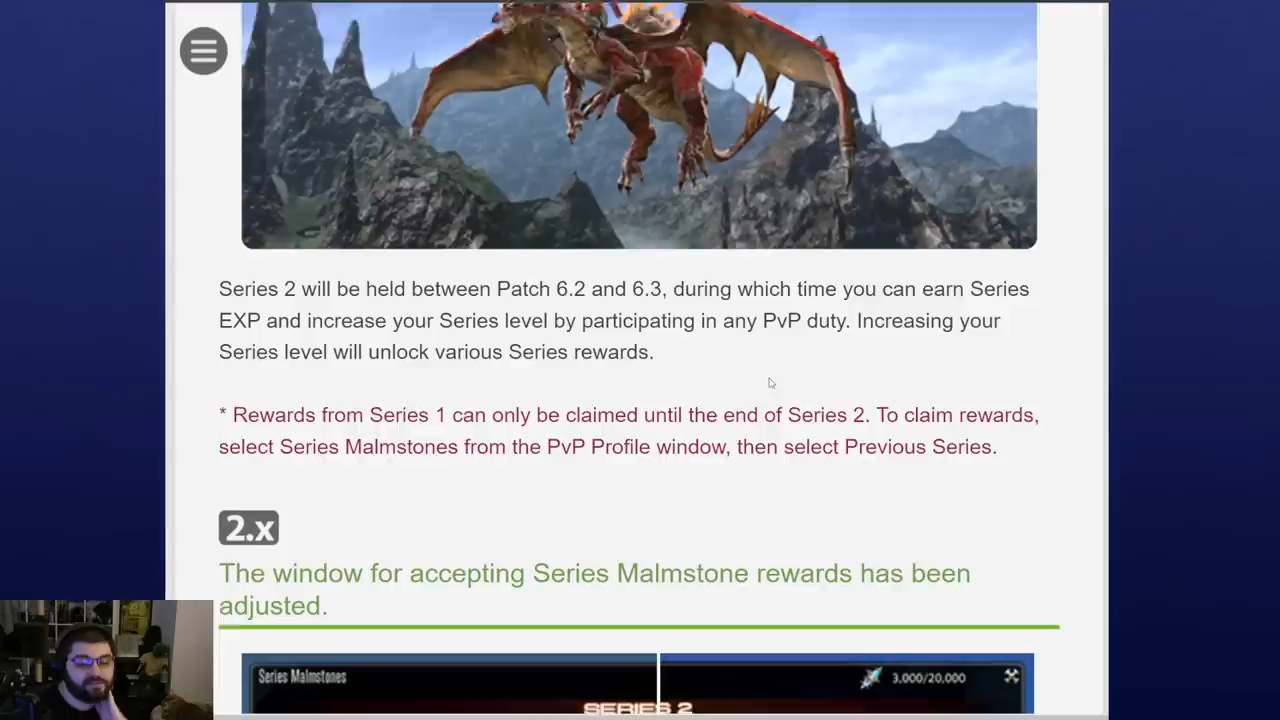 Series 2 will be held between Patch 6.2 and 6.3, during which time you can earn Series
EXP and increase your Series level by participating in any PvP duty. Increasing your
Series level will unlock various Series rewards.
* Rewards from Series 1 can only be claimed until the end of Series 2. To claim rewards,
select Series Malmstones from the PvP Profile window, then select Previous Series.
2.x
The window for accepting Series Malmstone rewards has been
adjusted.
Series Malmstones
3,000/20,000
SERIES 2